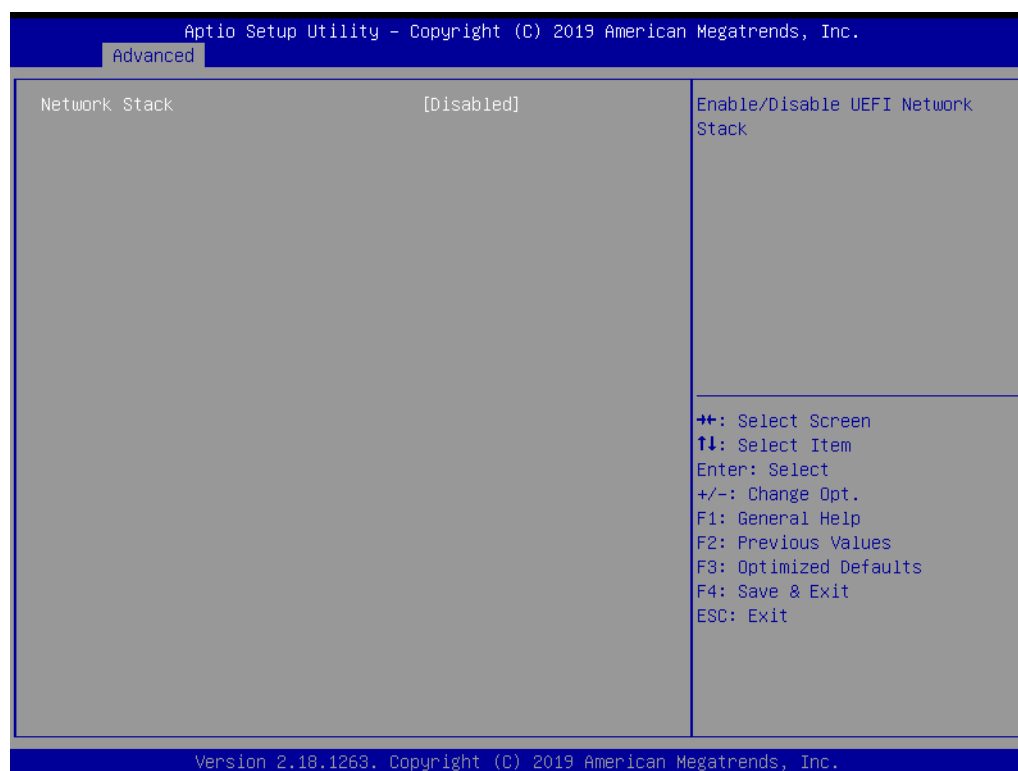 Aptio Setup Utility – Copyright (C) 2019 American Megatrends, Inc.
Advanced
Network Stack [Disabled]
Enable/Disable UEFI Network
Stack
→←: Select Screen
↑↓: Select Item
Enter: Select
+/-: Change Opt.
F1: General Help
F2: Previous Values
F3: Optimized Defaults
F4: Save & Exit
ESC: Exit
Version 2.18.1263. Copyright (C) 2019 American Megatrends, Inc.